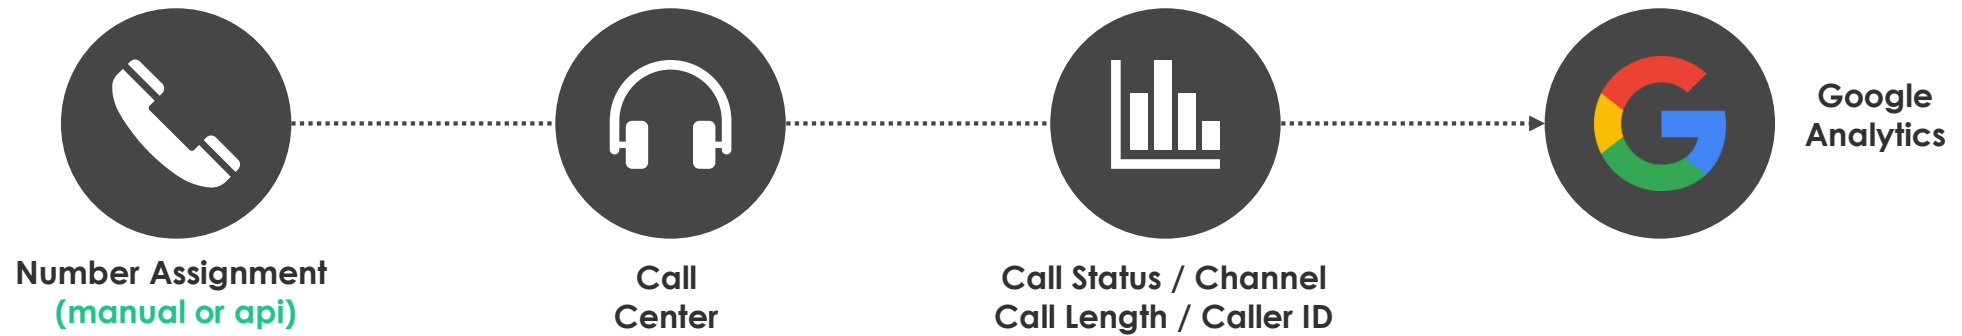 Number Assignment
(manual or api)
Call
Center
Call Status / Channel
Call Length / Caller ID
Google
Analytics